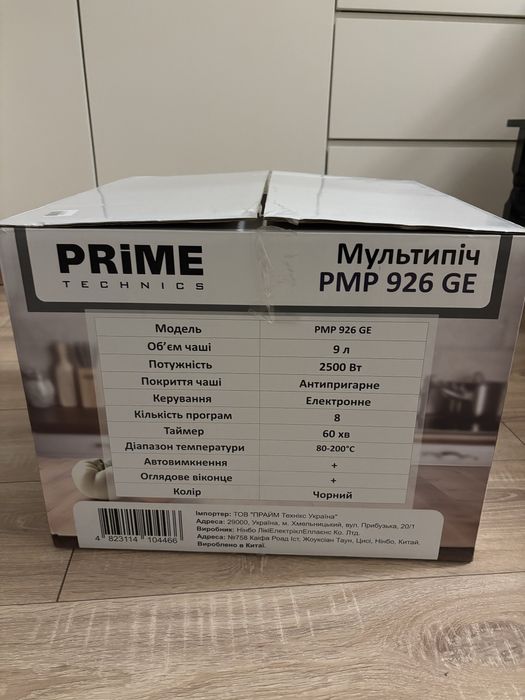 PRiME
TECHNICS
Мультипіч
PMP 926 GE
Модель PMP 926 GE
Об'єм чаші 9 л
Потужність 2500 Вт
Покриття чаші Антипригарне
Керування Електронне
Кількість програм 8
Таймер 60 хв
Діапазон температури 80-200°C
Автовимкнення +
Оглядове віконце +
Колір Чорний
4 823114 104466
Імпортер: ТОВ "ПРАЙМ Технікс Україна"
Адреса: 29000, Україна, м. Хмельницький, вул. Прибузька, 20/1
Виробник: Нінбо ЛікіЕлектріклЕплаєнс Ко. Лтд.
Адреса: №758 Каіфа Роад Іст, Жоуксіан Таун, Цисі, Нінбо, Китай.
Вироблено в Китаї.